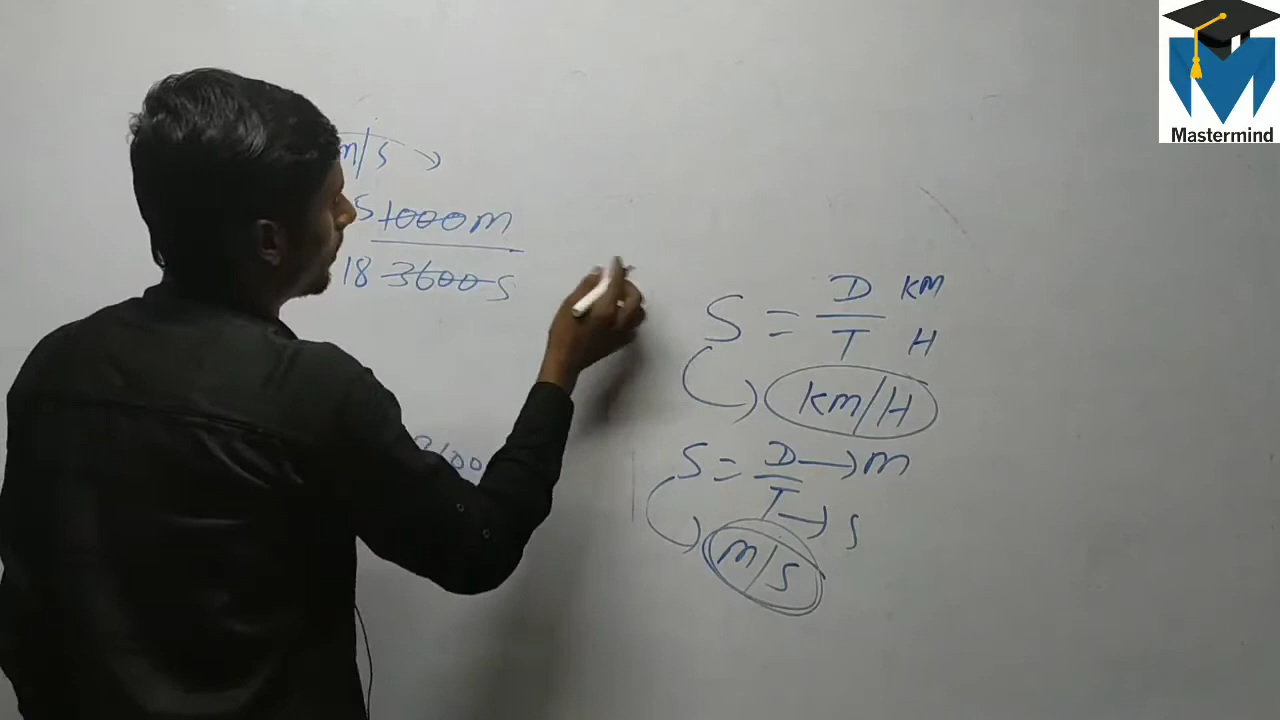 m/s →
5 1000m
18 3600 s
S = D KM
T H
km/H
S = D → m
T → S
m/s
Mastermind